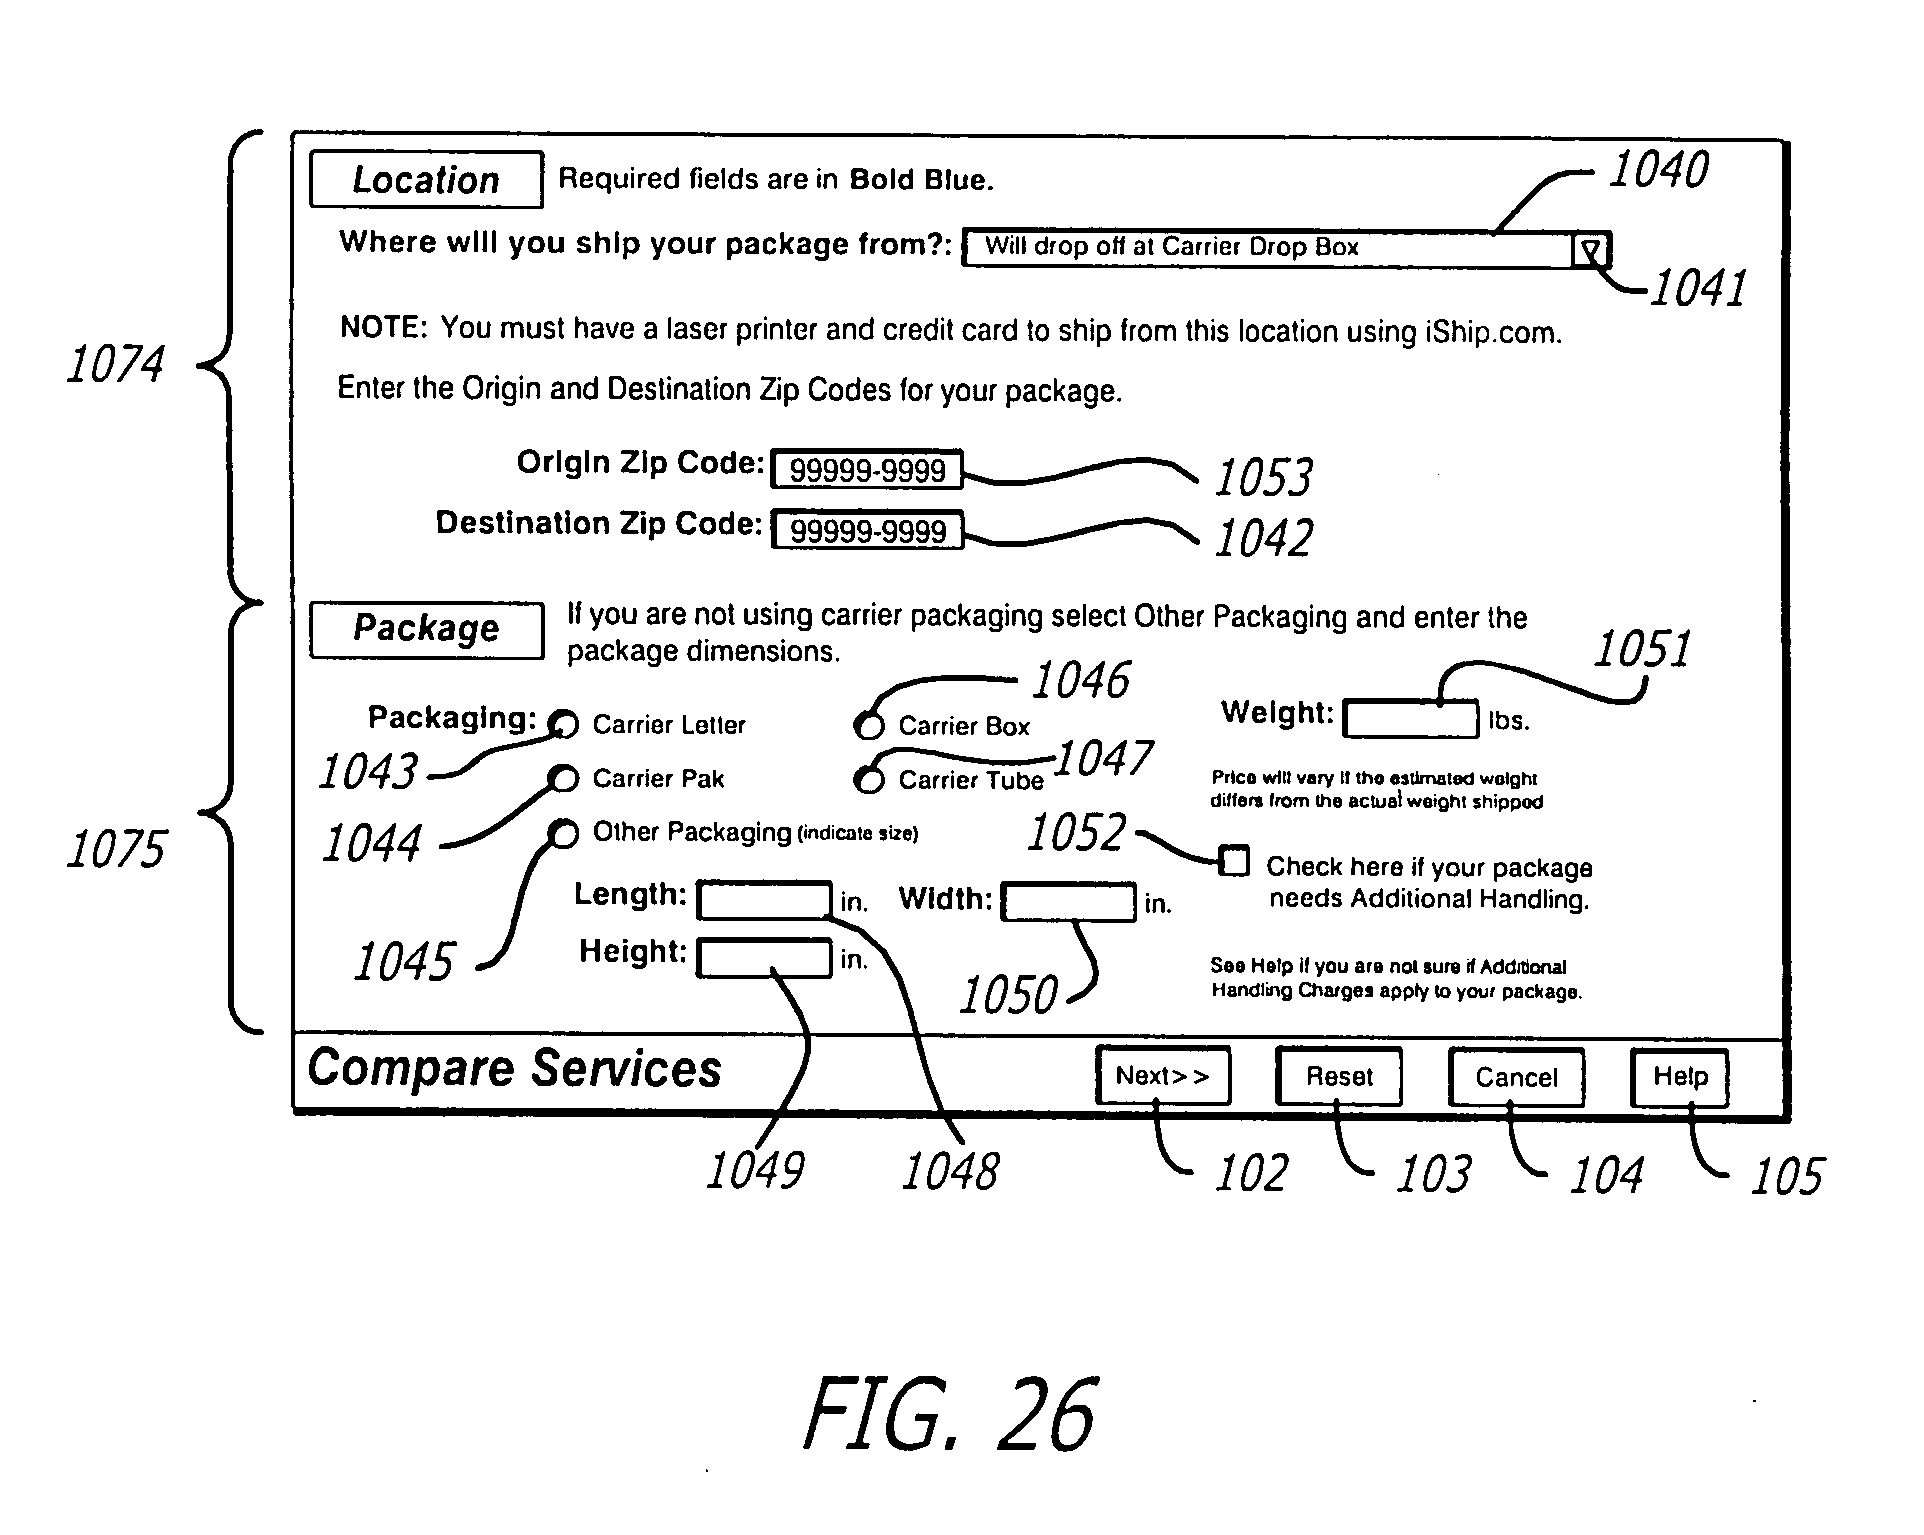 Location Required fields are in Bold Blue. 1040
Where will you ship your package from?: Will drop off at Carrier Drop Box
1041
NOTE: You must have a laser printer and credit card to ship from this location using iShip.com.
1074
Enter the Origin and Destination Zip Codes for your package.
Origin Zip Code: 99999-9999 1053
Destination Zip Code: 99999-9999 1042
Package If you are not using carrier packaging select Other Packaging and enter the
package dimensions. 1051
1046
Packaging: Carrier Letter Carrier Box Weight: lbs.
1043 Carrier Pak Carrier Tube 1047 Price will vary if the estimated weight
differs from the actual weight shipped
1044 Other Packaging (indicate size) 1052
1075
Check here if your package
needs Additional Handling.
Length: in. Width: in.
1045 Height: in.
1050
See Help if you are not sure if Additional
Handling Charges apply to your package.
Compare Services Next>> Reset Cancel Help
1049 1048 102 103 104 105
FIG. 26